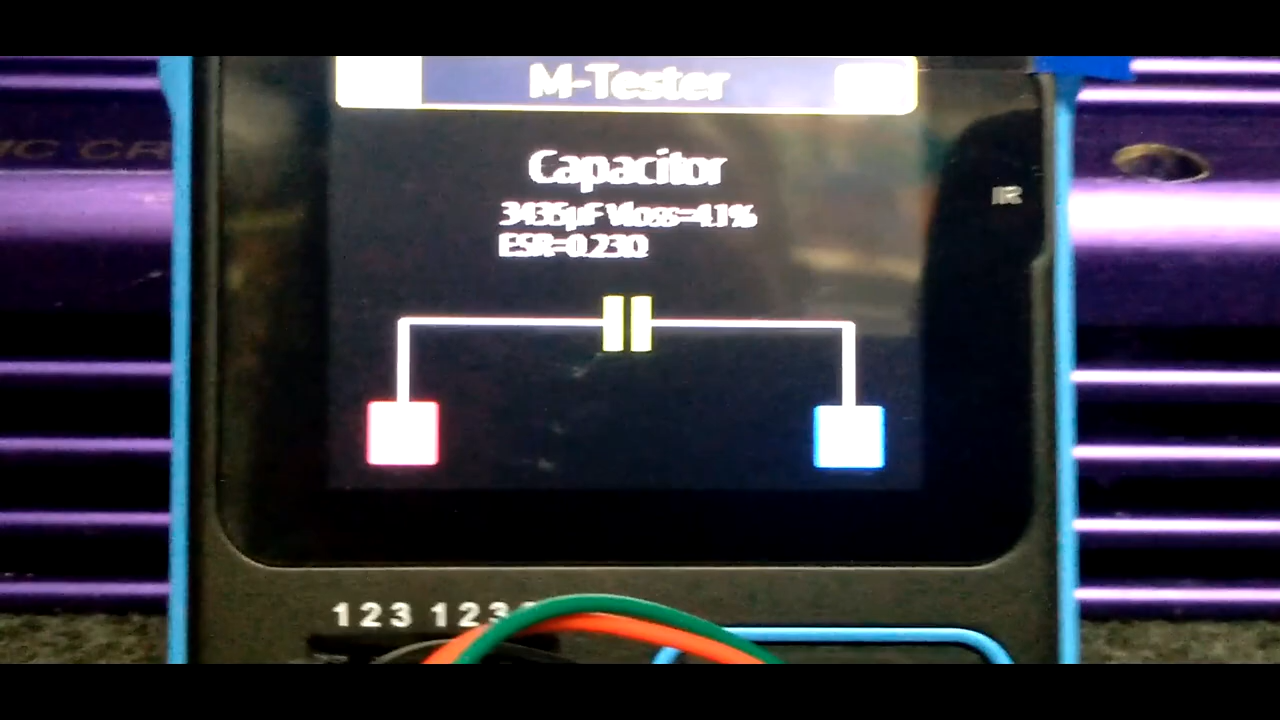 M-Tester
Capacitor
3435µF Vloss=4.1%
ESR=0.23Ω
IR
123 123